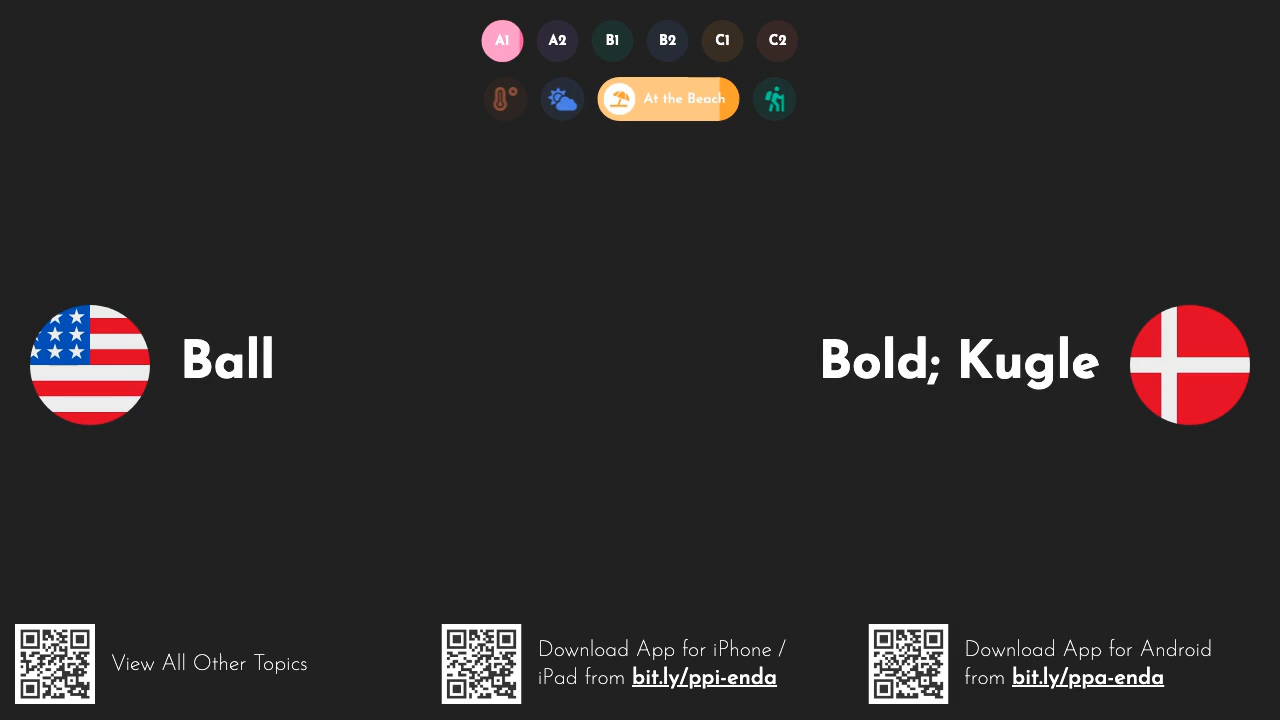 A1 A2 B1 B2 C1 C2
At the Beach
Ball
Bold; Kugle
View All Other Topics
Download App for iPhone /
iPad from bit.ly/ppi-enda
Download App for Android
from bit.ly/ppa-enda